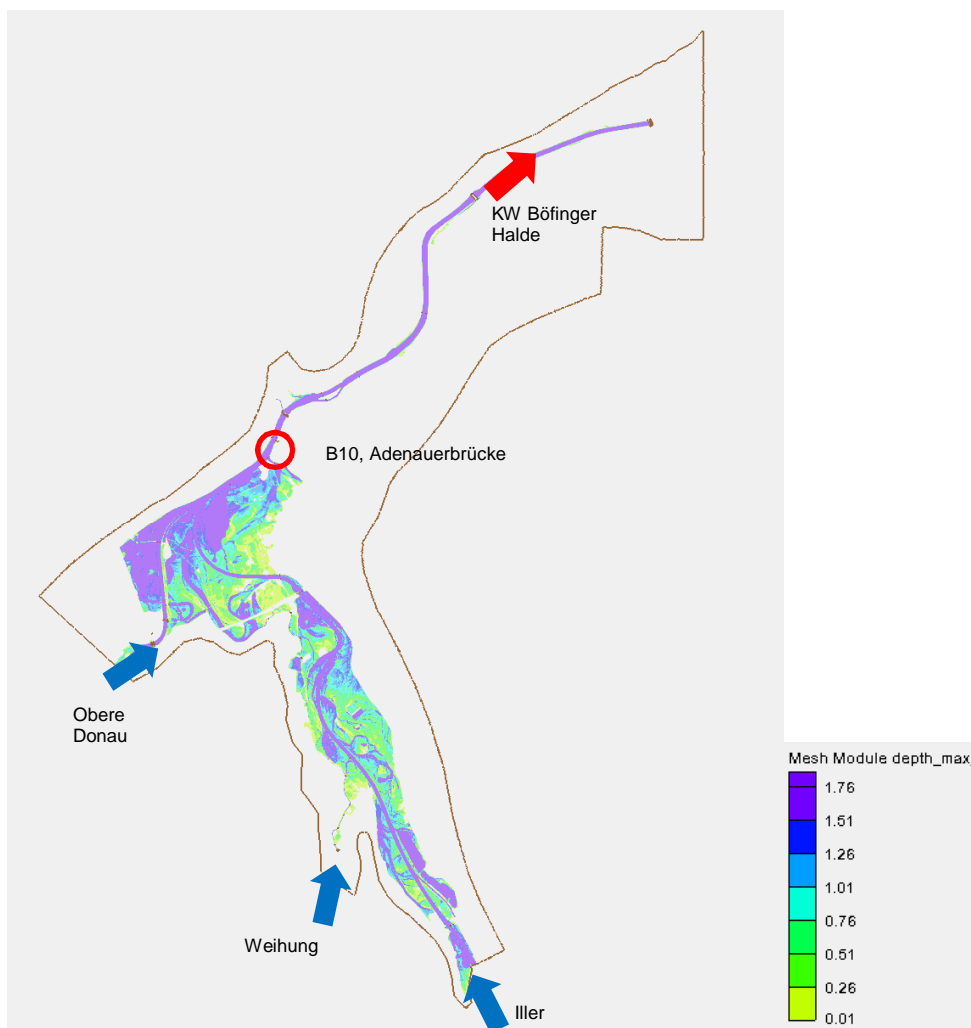 KW Böfinger
Halde
B10, Adenauerbrücke
Obere
Donau
Weihung
Iller
Mesh Module depth_max
1.76
1.51
1.26
1.01
0.76
0.51
0.26
0.01